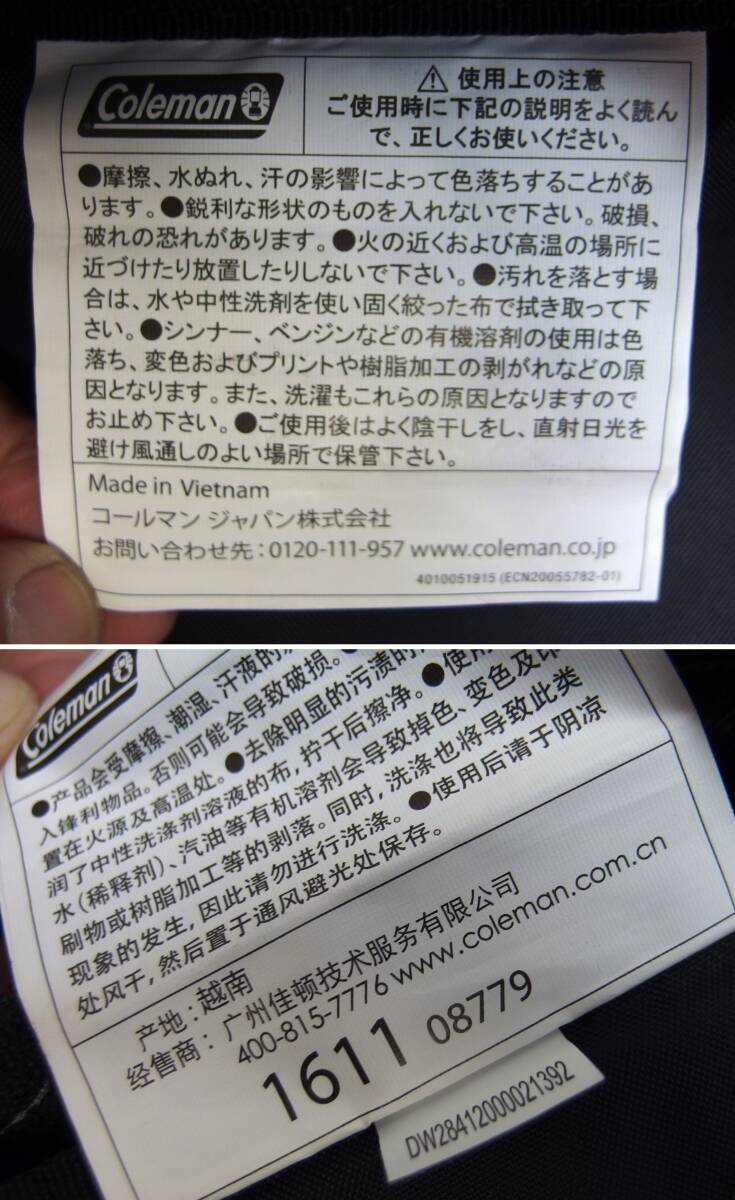 Coleman
⚠ 使用上の注意
ご使用時に下記の説明をよく読ん
で、正しくお使いください。
●摩擦、水ぬれ、汗の影響によって色落ちすることがあ
ります。●鋭利な形状のものを入れないで下さい。破損、
破れの恐れがあります。●火の近くおよび高温の場所に
近づけたり放置したりしないで下さい。●汚れを落とす場
合は、水や中性洗剤を使い固く絞った布で拭き取って下
さい。●シンナー、ベンジンなどの有機溶剤の使用は色
落ち、変色およびプリントや樹脂加工の剥がれなどの原
因となります。また、洗濯もこれらの原因となりますので
お止め下さい。●ご使用後はよく陰干しをし、直射日光を
避け風通しのよい場所で保管下さい。
Made in Vietnam
コールマン ジャパン株式会社
お問い合わせ先：0120-111-957 www.coleman.co.jp
4010051915 (ECN20055782-01)
Coleman
●产品会受摩擦、潮湿、汗液的
入锋利物品。否则可能会导致破损。
置在火源及高温处。●去除明显的污渍时
润了中性洗涤剂溶液的布，拧干后擦净。●使用
水（稀释剂）、汽油等有机溶剂会导致掉色、变色及印
刷物或树脂加工等的剥落。同时，洗涤也将导致此类
现象的发生，因此请勿进行洗涤。●使用后请于阴凉
处风干，然后置于通风避光处保存。
产地：越南
经售商：广州佳顿技术服务有限公司
400-815-7776 www.coleman.com.cn
1611 08779
DW28412000021392